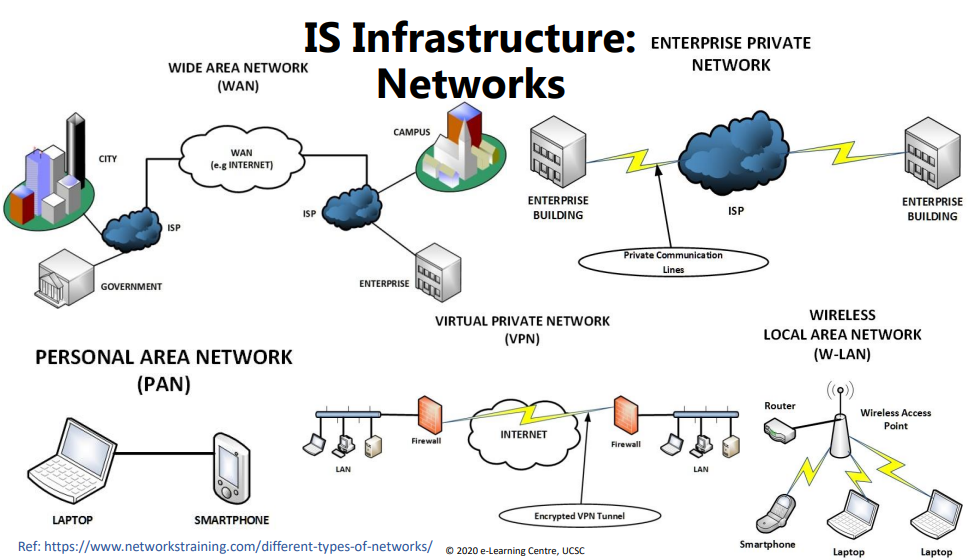 IS Infrastructure:
Networks
WIDE AREA NETWORK
(WAN)
CITY
WAN
(e.g INTERNET)
CAMPUS
ISP
ISP
GOVERNMENT
ENTERPRISE
ENTERPRISE PRIVATE
NETWORK
ENTERPRISE
BUILDING
ISP
ENTERPRISE
BUILDING
Private Communication
Lines
PERSONAL AREA NETWORK
(PAN)
LAPTOP
SMARTPHONE
VIRTUAL PRIVATE NETWORK
(VPN)
LAN
Firewall
INTERNET
Firewall
LAN
Encrypted VPN Tunnel
WIRELESS
LOCAL AREA NETWORK
(W-LAN)
Router
Wireless Access
Point
Smartphone
Laptop
Laptop
Ref: https://www.networkstraining.com/different-types-of-networks/
© 2020 e-Learning Centre, UCSC